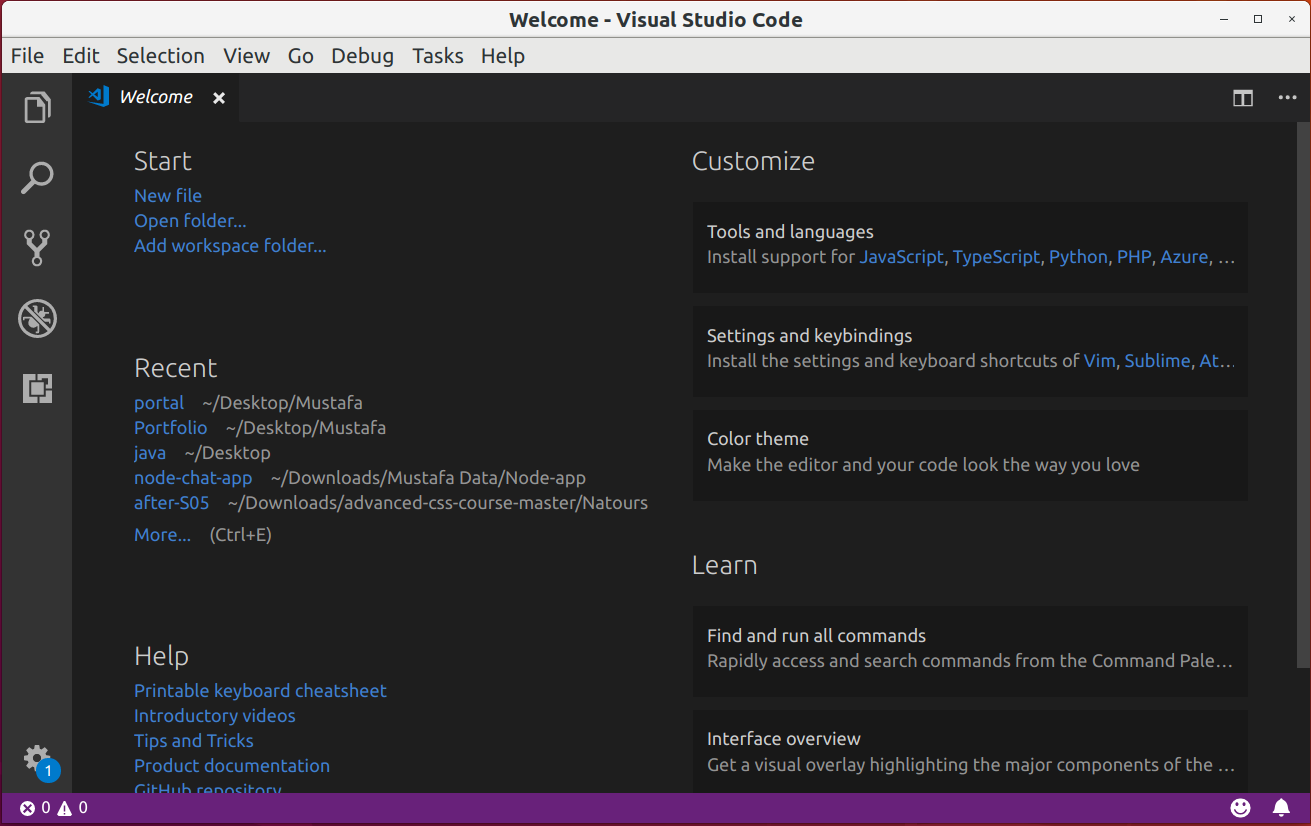 Welcome - Visual Studio Code
File Edit Selection View Go Debug Tasks Help
Welcome
Start
New file
Open folder...
Add workspace folder...
Recent
portal ~/Desktop/Mustafa
Portfolio ~/Desktop/Mustafa
java ~/Desktop
node-chat-app ~/Downloads/Mustafa Data/Node-app
after-S05 ~/Downloads/advanced-css-course-master/Natours
More... (Ctrl+E)
Help
Printable keyboard cheatsheet
Introductory videos
Tips and Tricks
Product documentation
GitHub repository
Customize
Tools and languages
Install support for JavaScript, TypeScript, Python, PHP, Azure, ...
Settings and keybindings
Install the settings and keyboard shortcuts of Vim, Sublime, At...
Color theme
Make the editor and your code look the way you love
Learn
Find and run all commands
Rapidly access and search commands from the Command Pale...
Interface overview
Get a visual overlay highlighting the major components of the ...
1
0 0